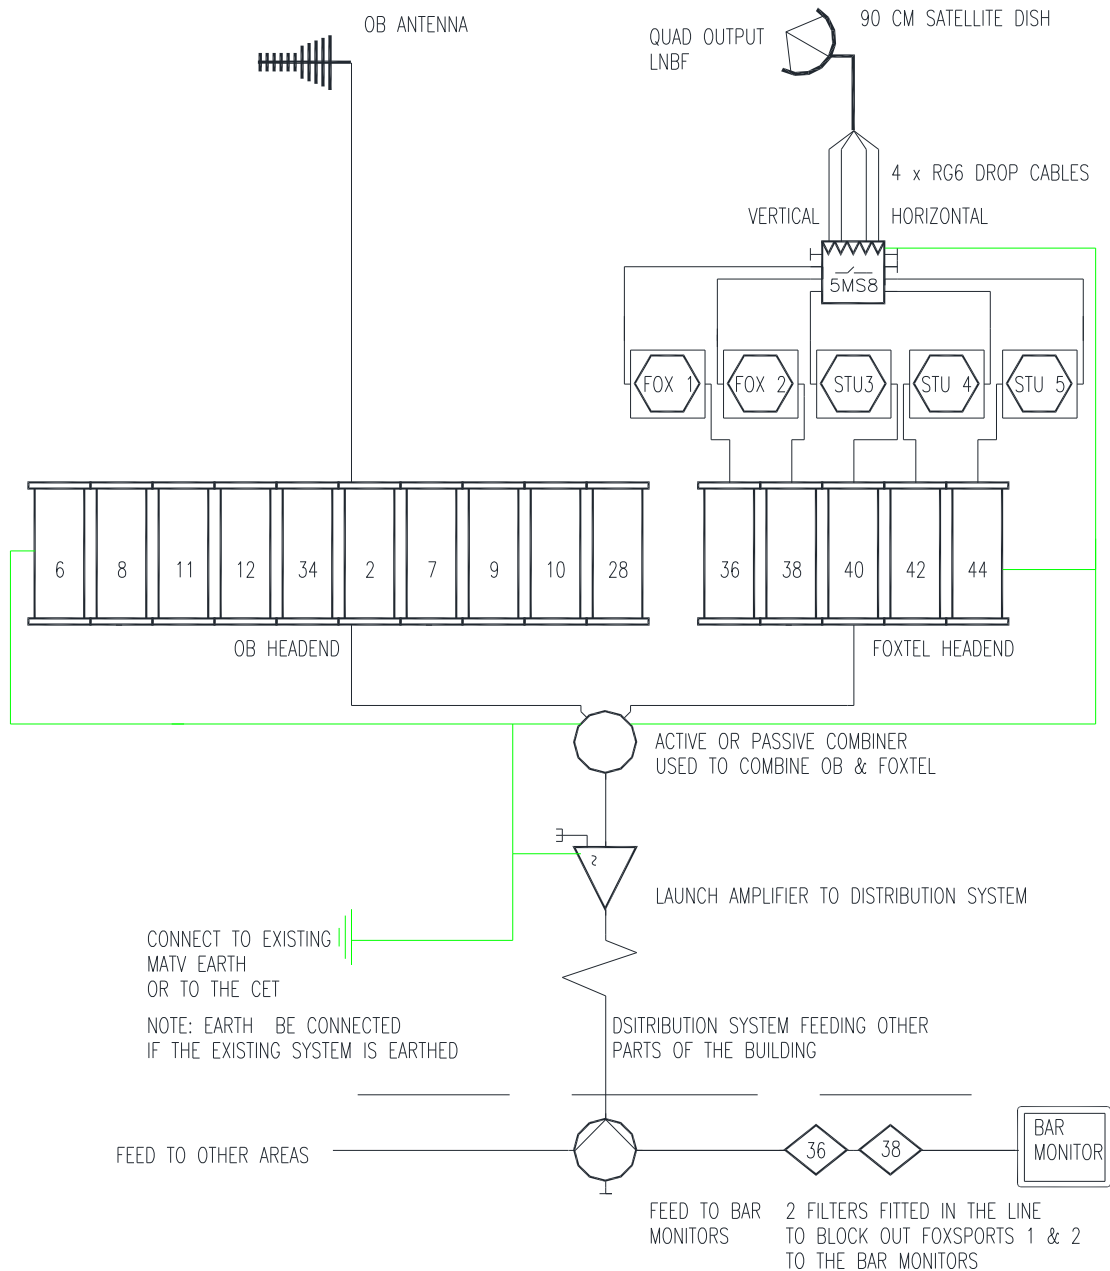 OB ANTENNA
90 CM SATELLITE DISH
QUAD OUTPUT
LNBF
4 x RG6 DROP CABLES
VERTICAL
HORIZONTAL
5MS8
FOX 1
FOX 2
STU3
STU 4
STU 5
6
8
11
12
34
2
7
9
10
28
36
38
40
42
44
OB HEADEND
FOXTEL HEADEND
ACTIVE OR PASSIVE COMBINER
USED TO COMBINE OB & FOXTEL
LAUNCH AMPLIFIER TO DISTRIBUTION SYSTEM
CONNECT TO EXISTING
MATV EARTH
OR TO THE CET
NOTE: EARTH BE CONNECTED
IF THE EXISTING SYSTEM IS EARTHED
DSITRIBUTION SYSTEM FEEDING OTHER
PARTS OF THE BUILDING
FEED TO OTHER AREAS
36
38
BAR
MONITOR
FEED TO BAR
MONITORS
2 FILTERS FITTED IN THE LINE
TO BLOCK OUT FOXSPORTS 1 & 2
TO THE BAR MONITORS